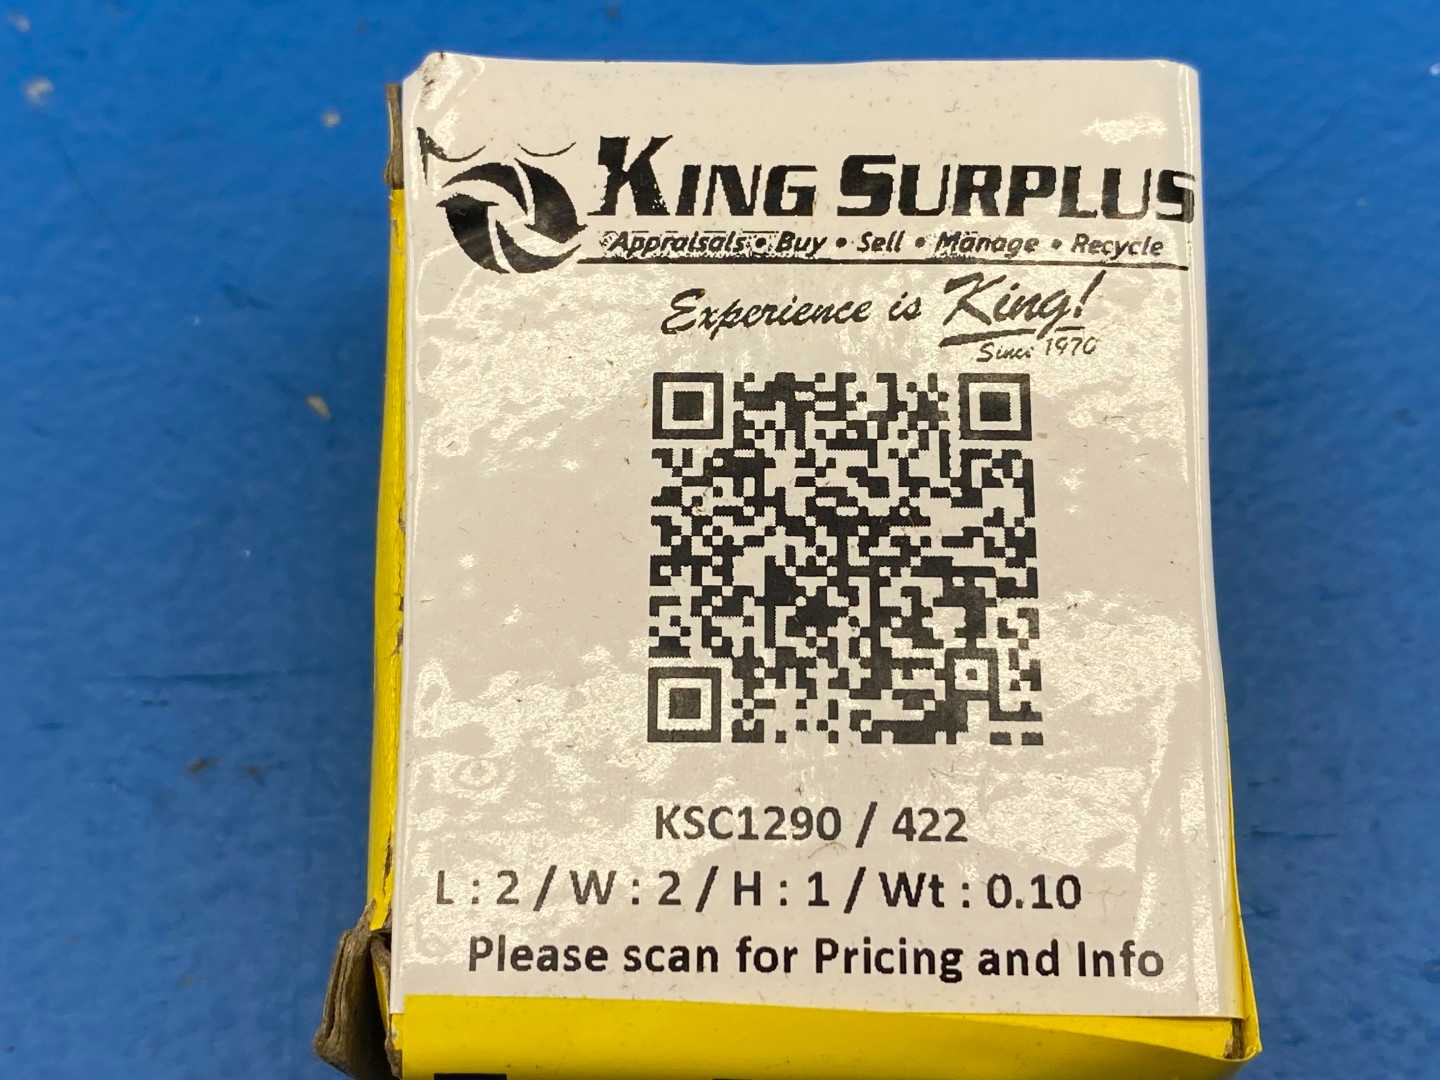 KING SURPLUS
Appraisals • Buy • Sell • Manage • Recycle
Experience is King!
Since 1970
KSC1290 / 422
L : 2 / W : 2 / H : 1 / Wt : 0.10
Please scan for Pricing and Info